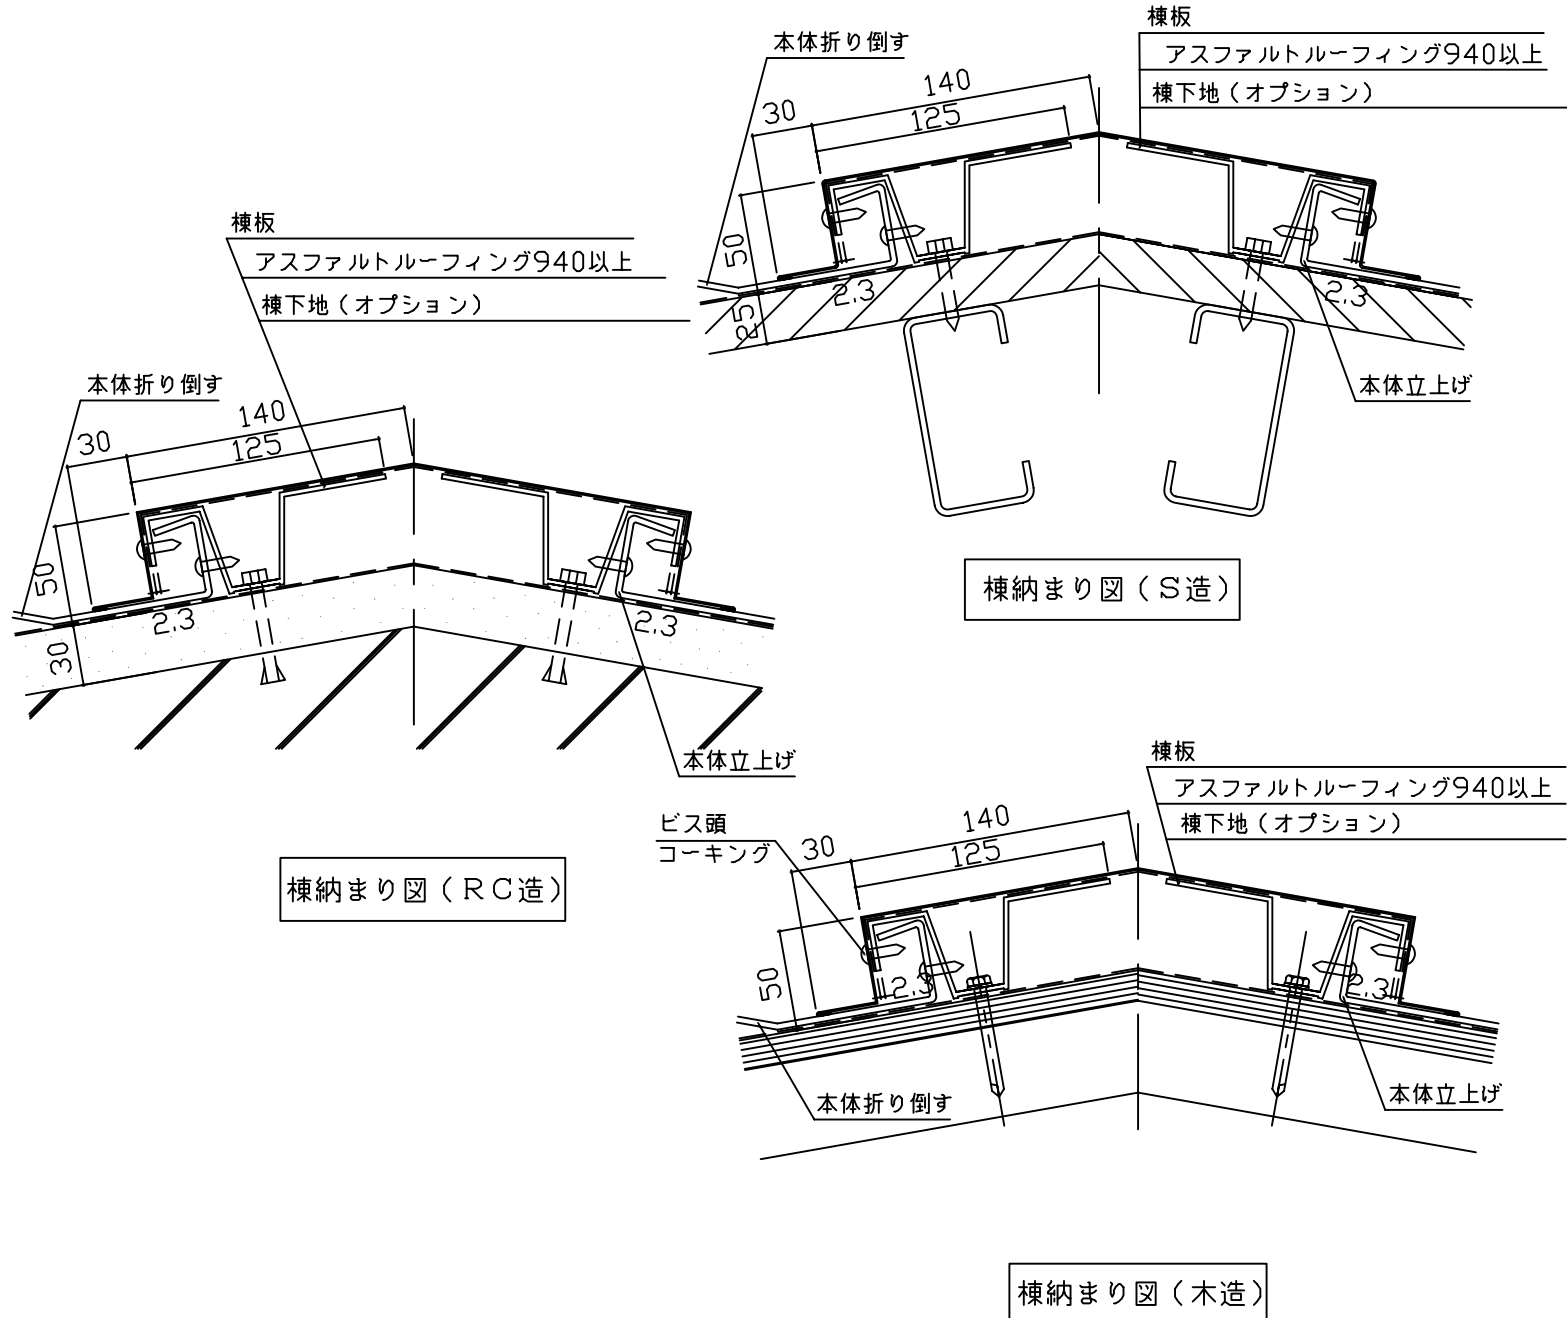 棟板
アスファルトルーフィング940以上
棟下地（オプション）
本体折り倒す
140
125
30
50
25
2.3
2.3
本体立上げ
棟納まり図（S造）
棟板
アスファルトルーフィング940以上
棟下地（オプション）
本体折り倒す
140
125
30
50
30
2.3
2.3
本体立上げ
棟納まり図（RC造）
棟板
アスファルトルーフィング940以上
棟下地（オプション）
ビス頭
コーキング
140
125
30
50
2.3
2.3
本体折り倒す
本体立上げ
棟納まり図（木造）